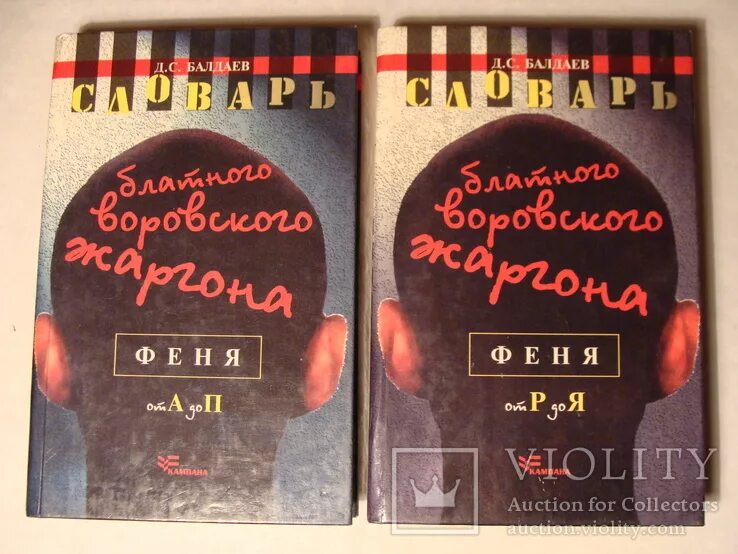 Д.С. БАЛДАЕВ
СЛОВАРЬ
блатного
воровского
жаргона
ФЕНЯ
от А до П
КАМПАНА
Д.С. БАЛДАЕВ
СЛОВАРЬ
блатного
воровского
жаргона
ФЕНЯ
от Р до Я
КАМПАНА
VIOLITY
Auction for Collectors
auction.violity.com